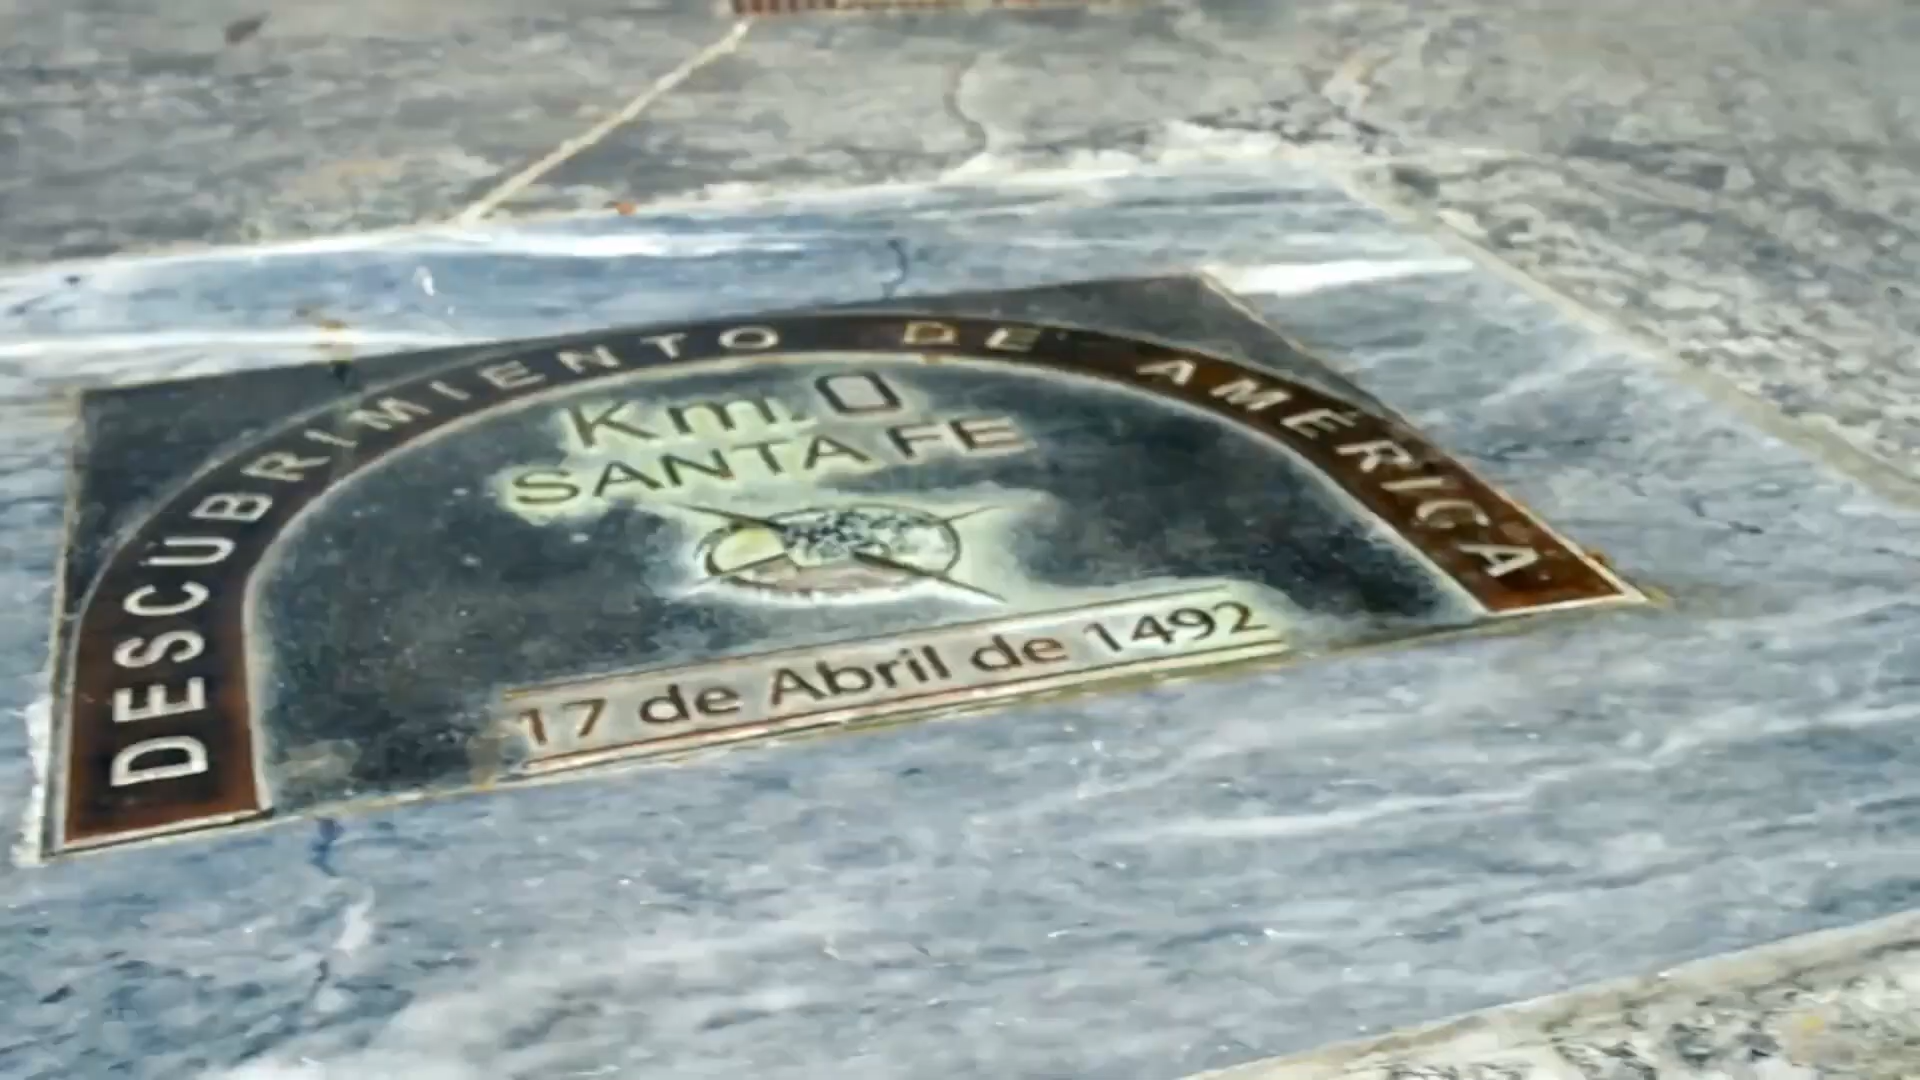 DESCUBRIMIENTO DE AMÉRICA
Km. 0
SANTA FE
17 de Abril de 1492